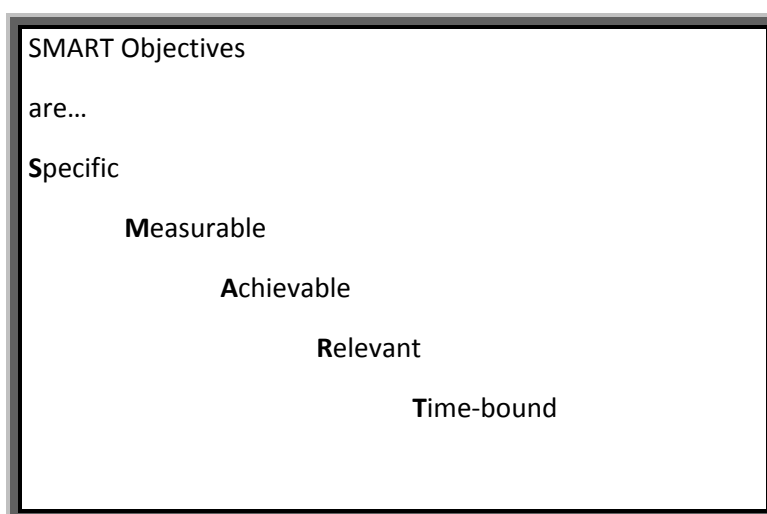 SMART Objectives
are…
Specific
Measurable
Achievable
Relevant
Time-bound